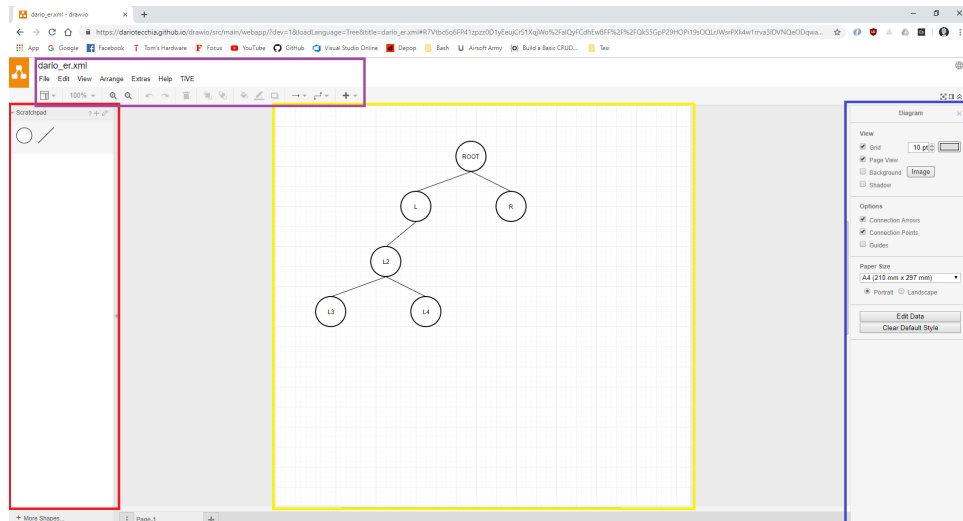 dario_er.xml - draw.io
https://dariotecchia.github.io/drawio/src/main/webapp/?dev=1&loadLanguage=Tree&title=dario_er.xml
App Google Facebook Tom's Hardware Focus YouTube GitHub Visual Studio Online Depop Bash Airsoft Army Build a Basic CRUD... Tesi
dario_er.xml
File Edit View Arrange Extras Help TiVE
100%
Scratchpad
Diagram
View
Grid 10 pt
Page View
Background Image
Shadow
Options
Connection Arrows
Connection Points
Guides
Paper Size
A4 (210 mm x 297 mm)
Portrait Landscape
Edit Data
Clear Default Style
ROOT
L R
L2
L3 L4
+ More Shapes...
Page-1